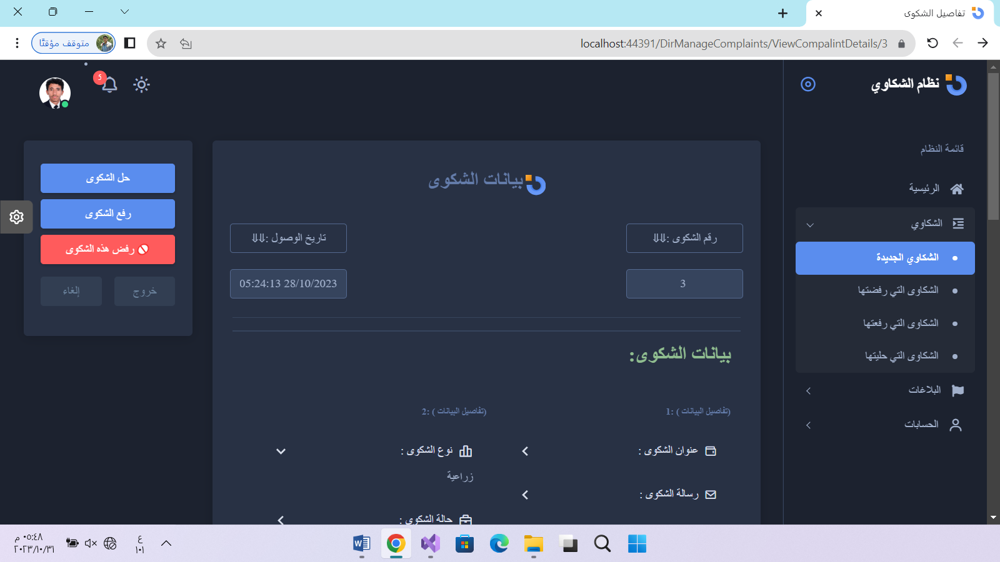 تفاصيل الشكوى
localhost:44391/DirManageComplaints/ViewCompalintDetails/3
متوقف مؤقتًا
نظام الشكاوي
5
قائمة النظام
الرئيسية
الشكاوي
الشكاوي الجديدة
الشكاوى التي رفضتها
الشكاوى التي رفعتها
الشكاوى التي حليتها
البلاغات
الحسابات
بيانات الشكوى
رقم الشكوى :⇊
تاريخ الوصول :⇊
3
05:24:13 28/10/2023
بيانات الشكوى:
(تفاصيل البيانات ) :1
(تفاصيل البيانات ) :2
عنوان الشكوى :
نوع الشكوى :
زراعية
رسالة الشكوى :
حالة الشكوى :
حل الشكوى
رفع الشكوى
رفض هذه الشكوى
خروج
إلغاء
ع
١٠١
٠٥:٤٨ م
٢٠٢٣/١٠/٣١